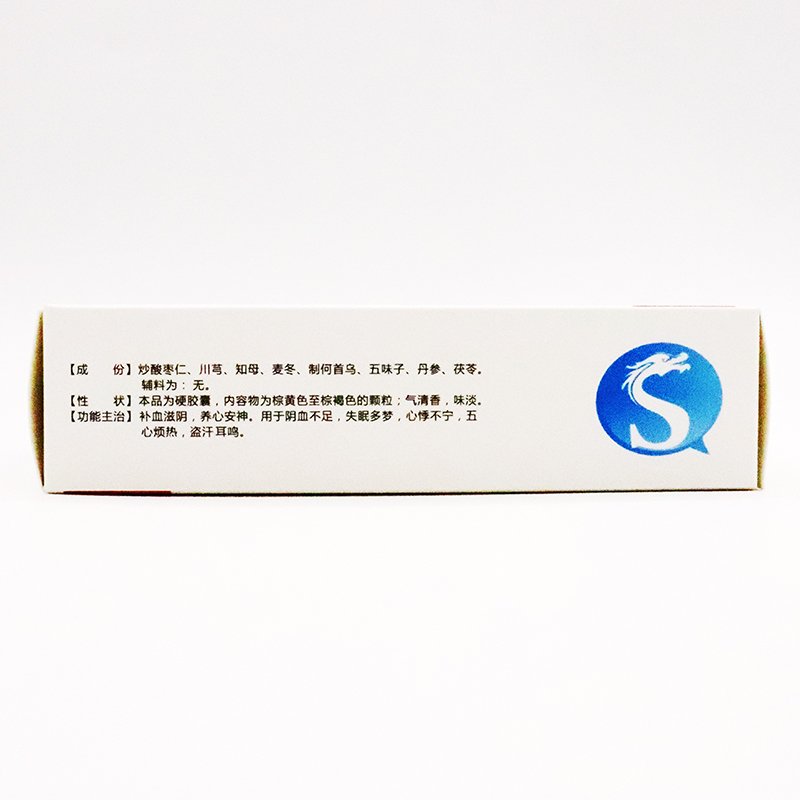 【成　份】炒酸枣仁、川芎、知母、麦冬、制何首乌、五味子、丹参、茯苓。
辅料为：无。
【性　状】本品为硬胶囊，内容物为棕黄色至棕褐色的颗粒；气清香，味淡。
【功能主治】补血滋阴，养心安神。用于阴血不足，失眠多梦，心悸不宁，五
心烦热，盗汗耳鸣。
S